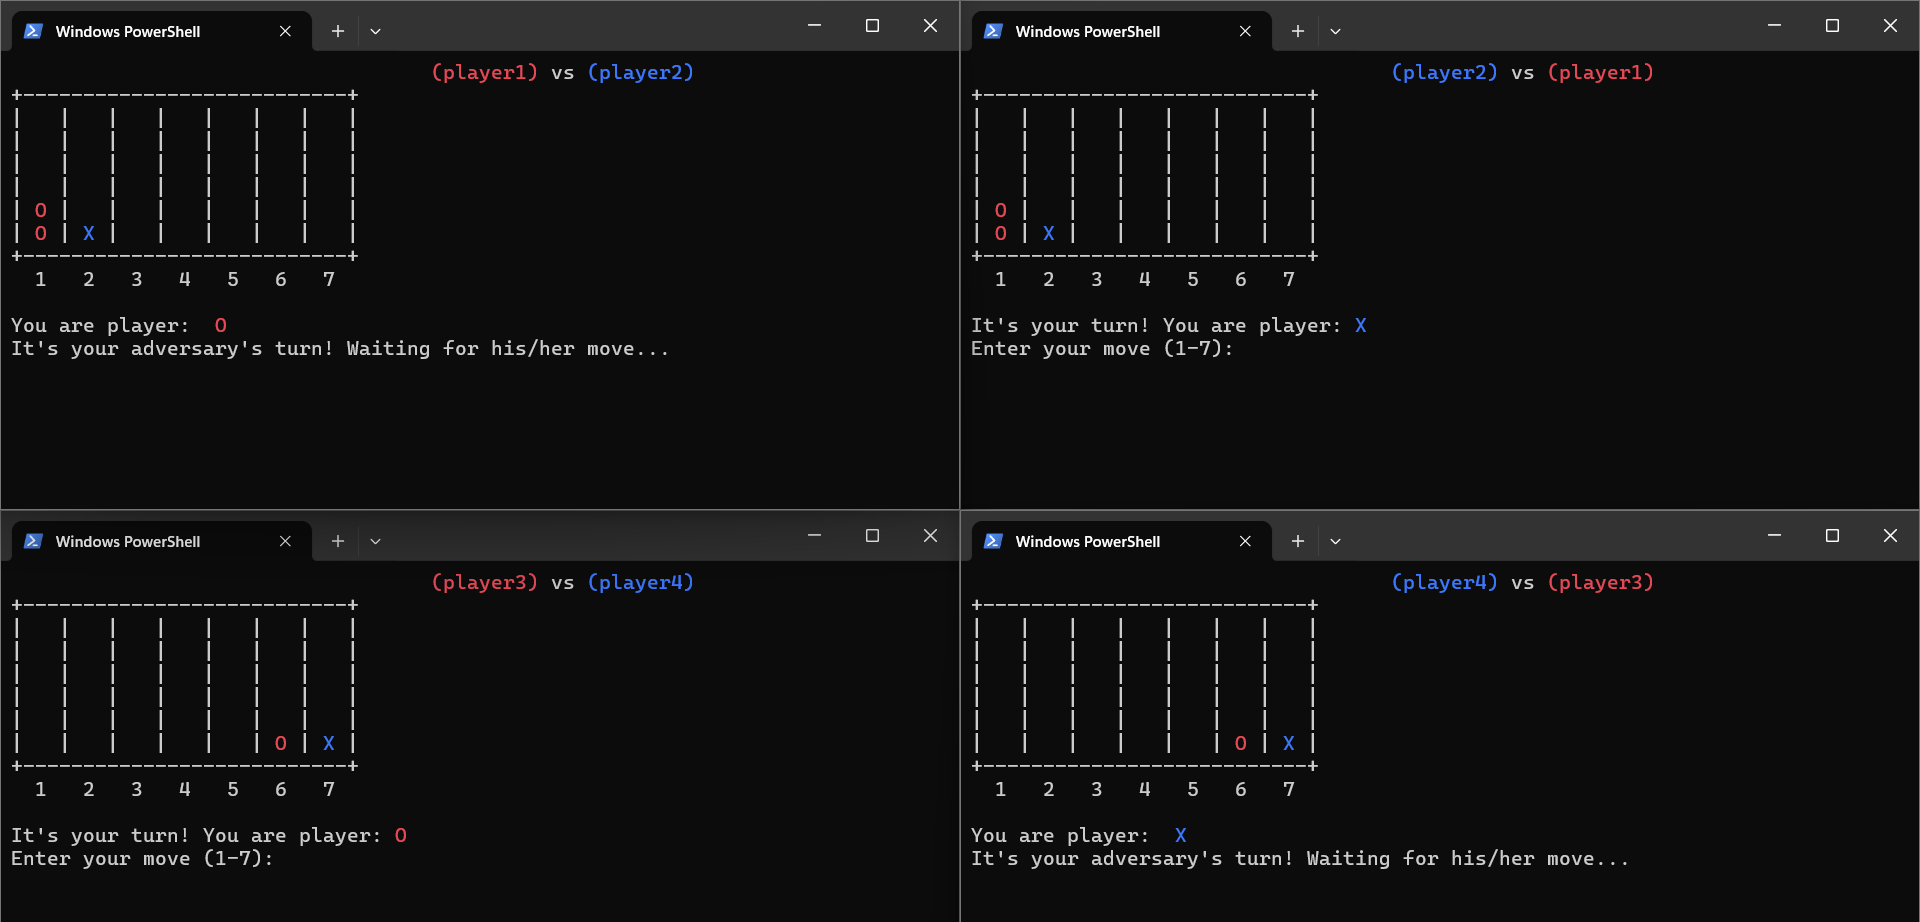 Windows PowerShell
(player1) vs (player2)
+---------------------------+
|   |   |   |   |   |   |   |
|   |   |   |   |   |   |   |
|   |   |   |   |   |   |   |
|   |   |   |   |   |   |   |
| O |   |   |   |   |   |   |
| O | X |   |   |   |   |   |
+---------------------------+
1 2 3 4 5 6 7
You are player:  O
It's your adversary's turn! Waiting for his/her move...
Windows PowerShell
(player2) vs (player1)
+---------------------------+
|   |   |   |   |   |   |   |
|   |   |   |   |   |   |   |
|   |   |   |   |   |   |   |
|   |   |   |   |   |   |   |
| O |   |   |   |   |   |   |
| O | X |   |   |   |   |   |
+---------------------------+
1 2 3 4 5 6 7
It's your turn! You are player: X
Enter your move (1-7):
Windows PowerShell
(player3) vs (player4)
+---------------------------+
|   |   |   |   |   |   |   |
|   |   |   |   |   |   |   |
|   |   |   |   |   |   |   |
|   |   |   |   |   |   |   |
|   |   |   |   |   |   |   |
|   |   |   |   |   | O | X |
+---------------------------+
1 2 3 4 5 6 7
It's your turn! You are player: O
Enter your move (1-7):
Windows PowerShell
(player4) vs (player3)
+---------------------------+
|   |   |   |   |   |   |   |
|   |   |   |   |   |   |   |
|   |   |   |   |   |   |   |
|   |   |   |   |   |   |   |
|   |   |   |   |   |   |   |
|   |   |   |   |   | O | X |
+---------------------------+
1 2 3 4 5 6 7
You are player:  X
It's your adversary's turn! Waiting for his/her move...